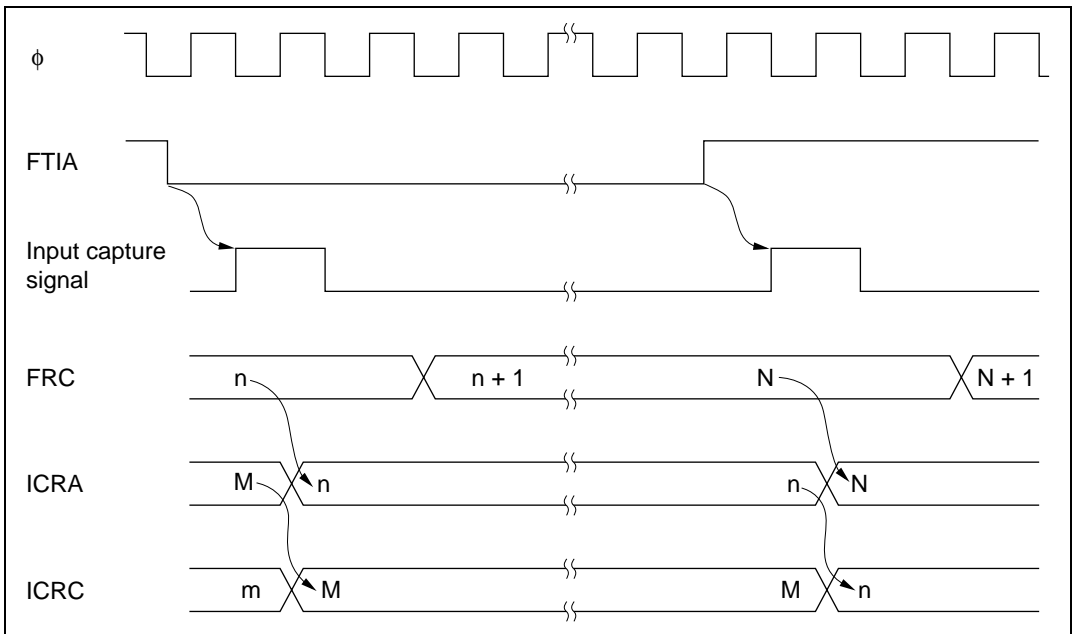 ϕ
FTIA
Input capture
signal
FRC n n + 1 N N + 1
ICRA M n n N
ICRC m M M n